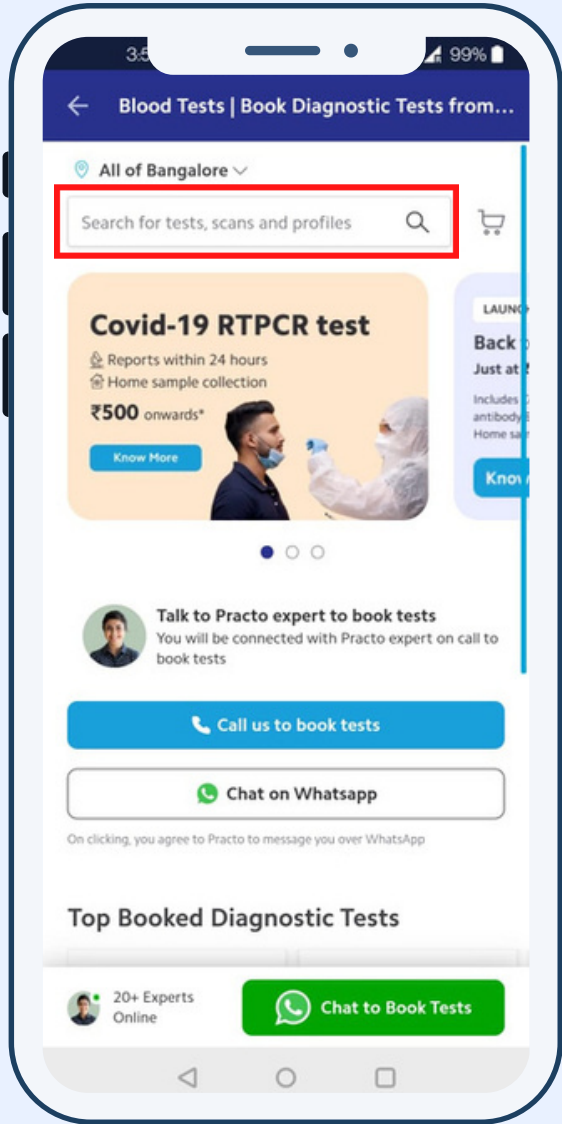 3:5
99%
Blood Tests | Book Diagnostic Tests from...
All of Bangalore
Search for tests, scans and profiles
Covid-19 RTPCR test
Reports within 24 hours
Home sample collection
₹500 onwards*
Know More
Back
Just at
Includes
antibody
Home
Talk to Practo expert to book tests
You will be connected with Practo expert on call to
book tests
Call us to book tests
Chat on Whatsapp
On clicking, you agree to Practo to message you over WhatsApp
Top Booked Diagnostic Tests
20+ Experts
Online
Chat to Book Tests